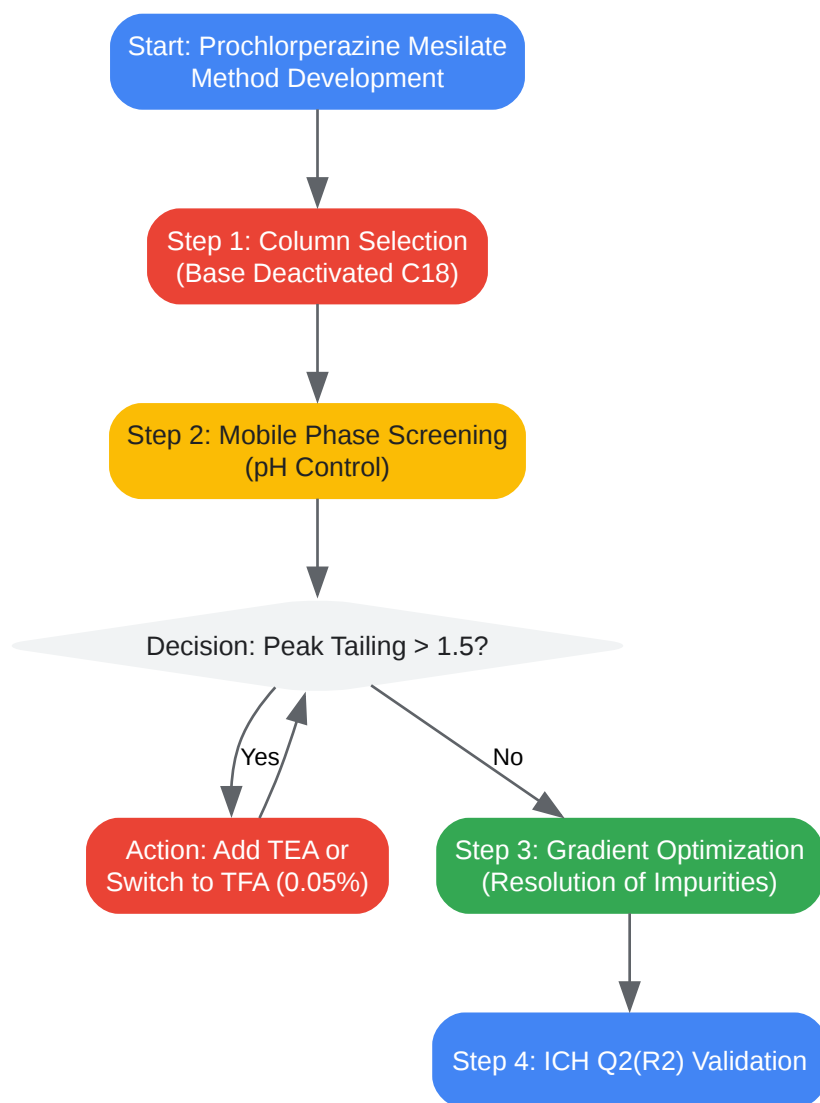 Start: Prochlorperazine Mesilate
Method Development
Step 1: Column Selection
(Base Deactivated C18)
Step 2: Mobile Phase Screening
(pH Control)
Decision: Peak Tailing > 1.5?
Yes
No
Action: Add TEA or
Switch to TFA (0.05%)
Step 3: Gradient Optimization
(Resolution of Impurities)
Step 4: ICH Q2(R2) Validation